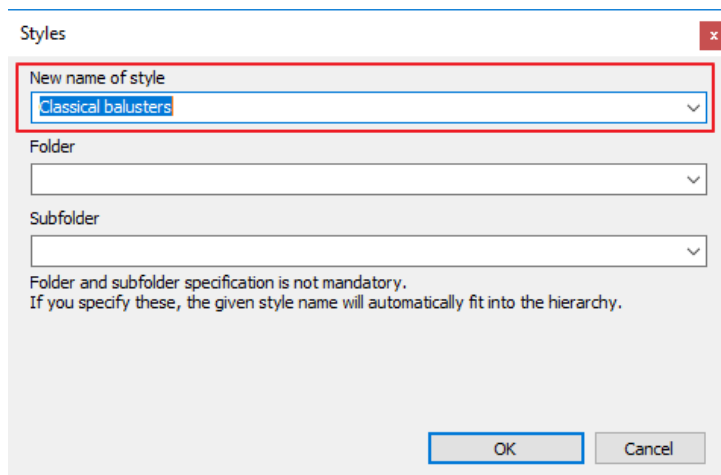 Styles
x
New name of style
Classical balusters
Folder
Subfolder
Folder and subfolder specification is not mandatory.
If you specify these, the given style name will automatically fit into the hierarchy.
OK Cancel